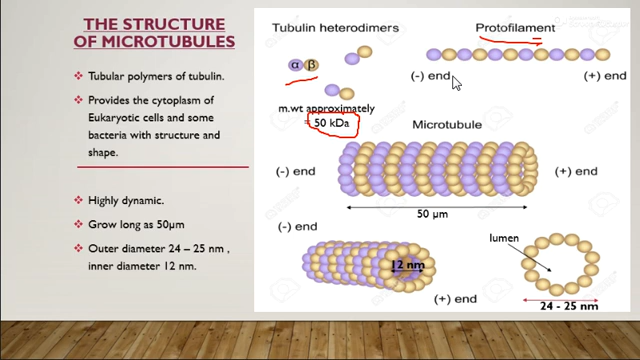 THE STRUCTURE
OF MICROTUBULES
❖ Tubular polymers of tubulin.
❖ Provides the cytoplasm of
Eukaryotic cells and some
bacteria with structure and
shape.
❖ Highly dynamic.
❖ Grow long as 50μm
❖ Outer diameter 24 – 25 nm ,
inner diameter 12 nm.
Tubulin heterodimers
α β
m.wt approximately
= 50 kDa
Protofilament
(-) end
(+) end
Microtubule
(-) end
(+) end
50 μm
(-) end
12 nm
(+) end
lumen
24 - 25 nm